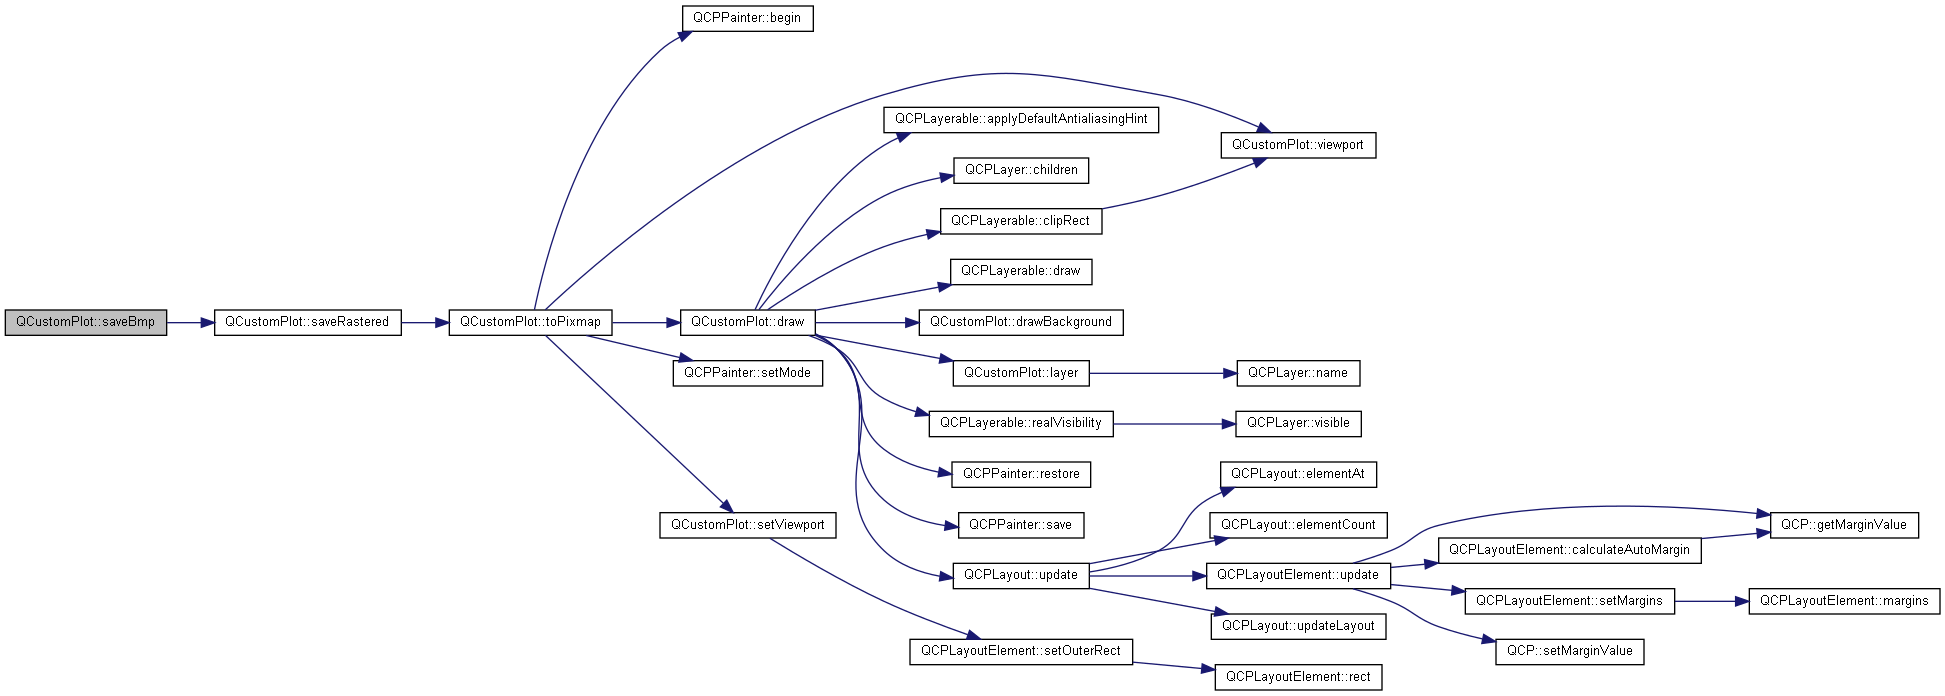 QCPPainter::begin
QCPLayerable::applyDefaultAntialiasingHint
QCustomPlot::viewport
QCPLayer::children
QCPLayerable::clipRect
QCPLayerable::draw
QCustomPlot::saveBmp
QCustomPlot::saveRastered
QCustomPlot::toPixmap
QCustomPlot::draw
QCustomPlot::drawBackground
QCPPainter::setMode
QCustomPlot::layer
QCPLayer::name
QCPLayerable::realVisibility
QCPLayer::visible
QCPPainter::restore
QCPLayout::elementAt
QCustomPlot::setViewport
QCPPainter::save
QCPLayout::elementCount
QCP::getMarginValue
QCPLayoutElement::calculateAutoMargin
QCPLayout::update
QCPLayoutElement::update
QCPLayoutElement::setMargins
QCPLayoutElement::margins
QCPLayout::updateLayout
QCPLayoutElement::setOuterRect
QCP::setMarginValue
QCPLayoutElement::rect